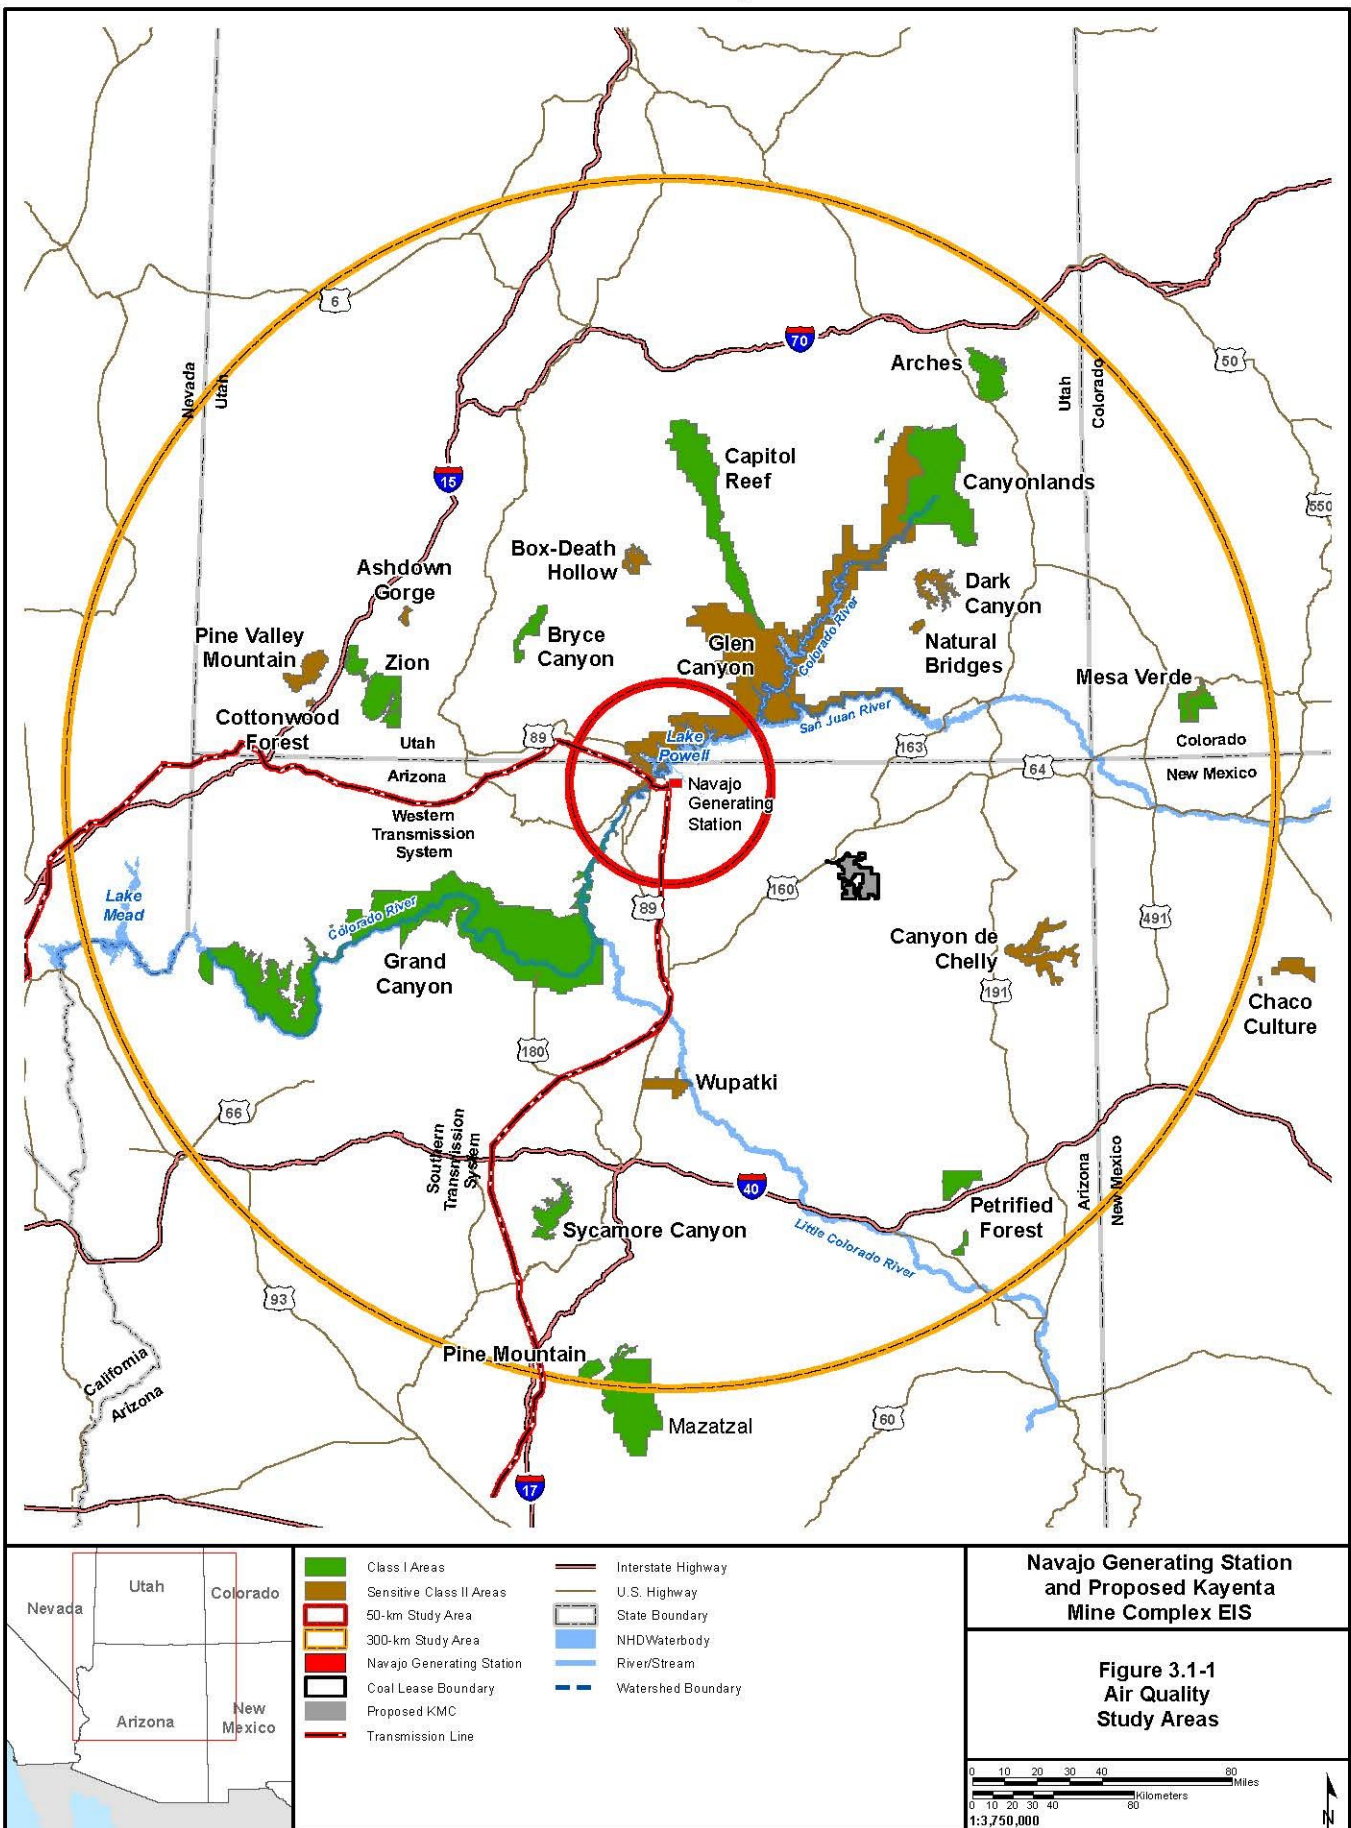 6
70
50
Nevada
Utah
Utah
Colorado
Arches
15
Capitol
Reef
Canyonlands
550
Box-Death
Hollow
Ashdown
Gorge
Dark
Canyon
Pine Valley
Mountain
Zion
Bryce
Canyon
Glen
Canyon
Colorado River
Natural
Bridges
Mesa Verde
Cottonwood
Forest
San Juan River
89
Lake
Powell
163
Utah
Arizona
64
Colorado
New Mexico
Navajo
Generating
Station
Western
Transmission
System
Lake
Mead
160
89
Colorado River
491
Grand
Canyon
Canyon de
Chelly
191
Chaco
Culture
180
Wupatki
66
Southern
Transmission
System
40
Arizona
New Mexico
Petrified
Forest
Sycamore Canyon
Little Colorado River
93
Pine Mountain
California
Arizona
60
Mazatzal
17
Utah
Colorado
Nevada
Arizona
New
Mexico
Class I Areas
Sensitive Class II Areas
50-km Study Area
300-km Study Area
Navajo Generating Station
Coal Lease Boundary
Proposed KMC
Transmission Line
Interstate Highway
U.S. Highway
State Boundary
NHDWaterbody
River/Stream
Watershed Boundary
Navajo Generating Station
and Proposed Kayenta
Mine Complex EIS
Figure 3.1-1
Air Quality
Study Areas
0 10 20 30 40 80
Miles
Kilometers
0 10 20 30 40 80
1:3,750,000
N